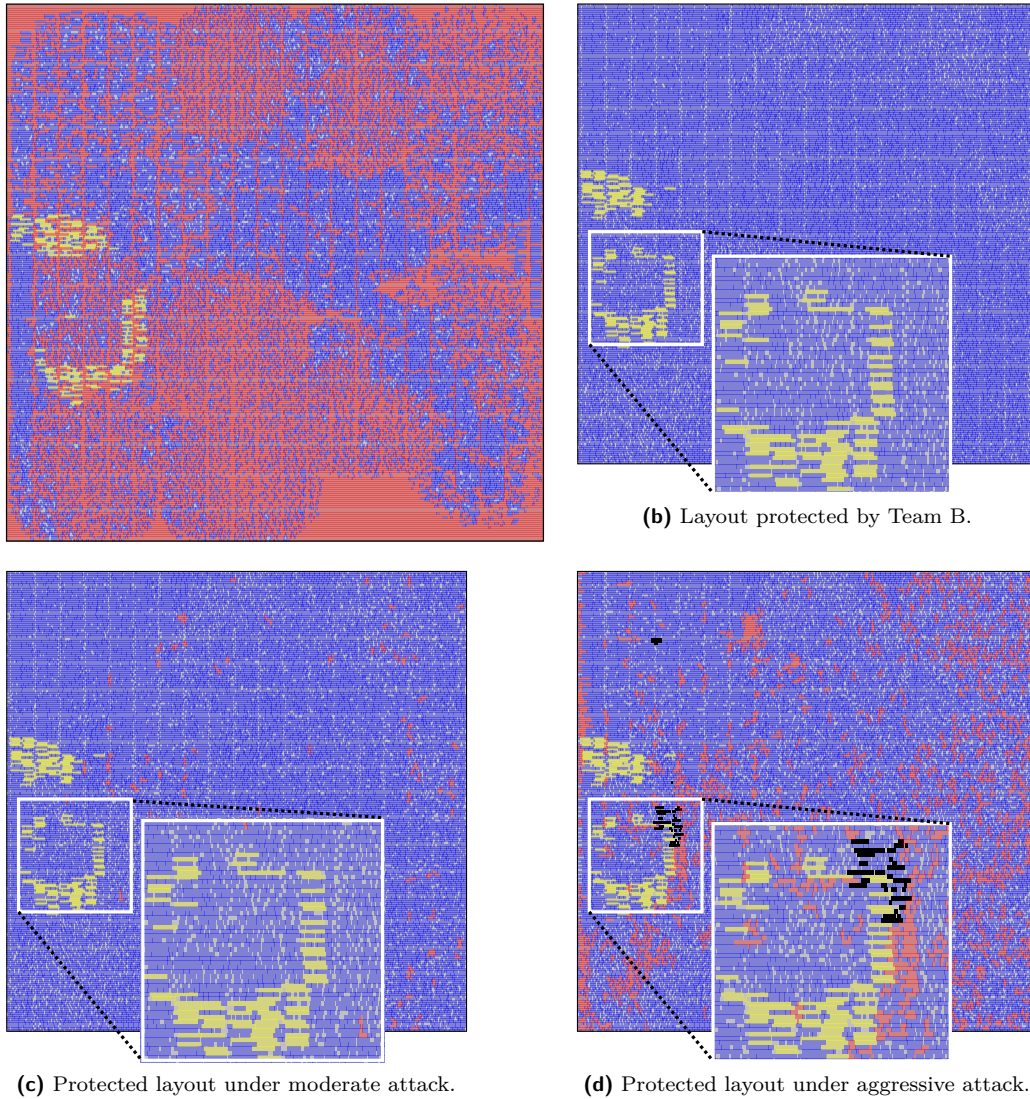 (b) Layout protected by Team B.
(c) Protected layout under moderate attack.
(d) Protected layout under aggressive attack.